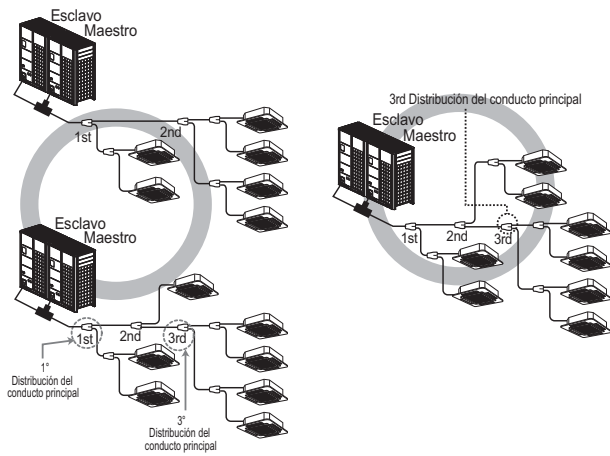 Esclavo
Maestro
1st
2nd
Esclavo
Maestro
1st
2nd
3rd
1°
Distribución del
conducto principal
3°
Distribución del
conducto principal
3rd Distribución del conducto principal
Esclavo
Maestro
1st
2nd
3rd